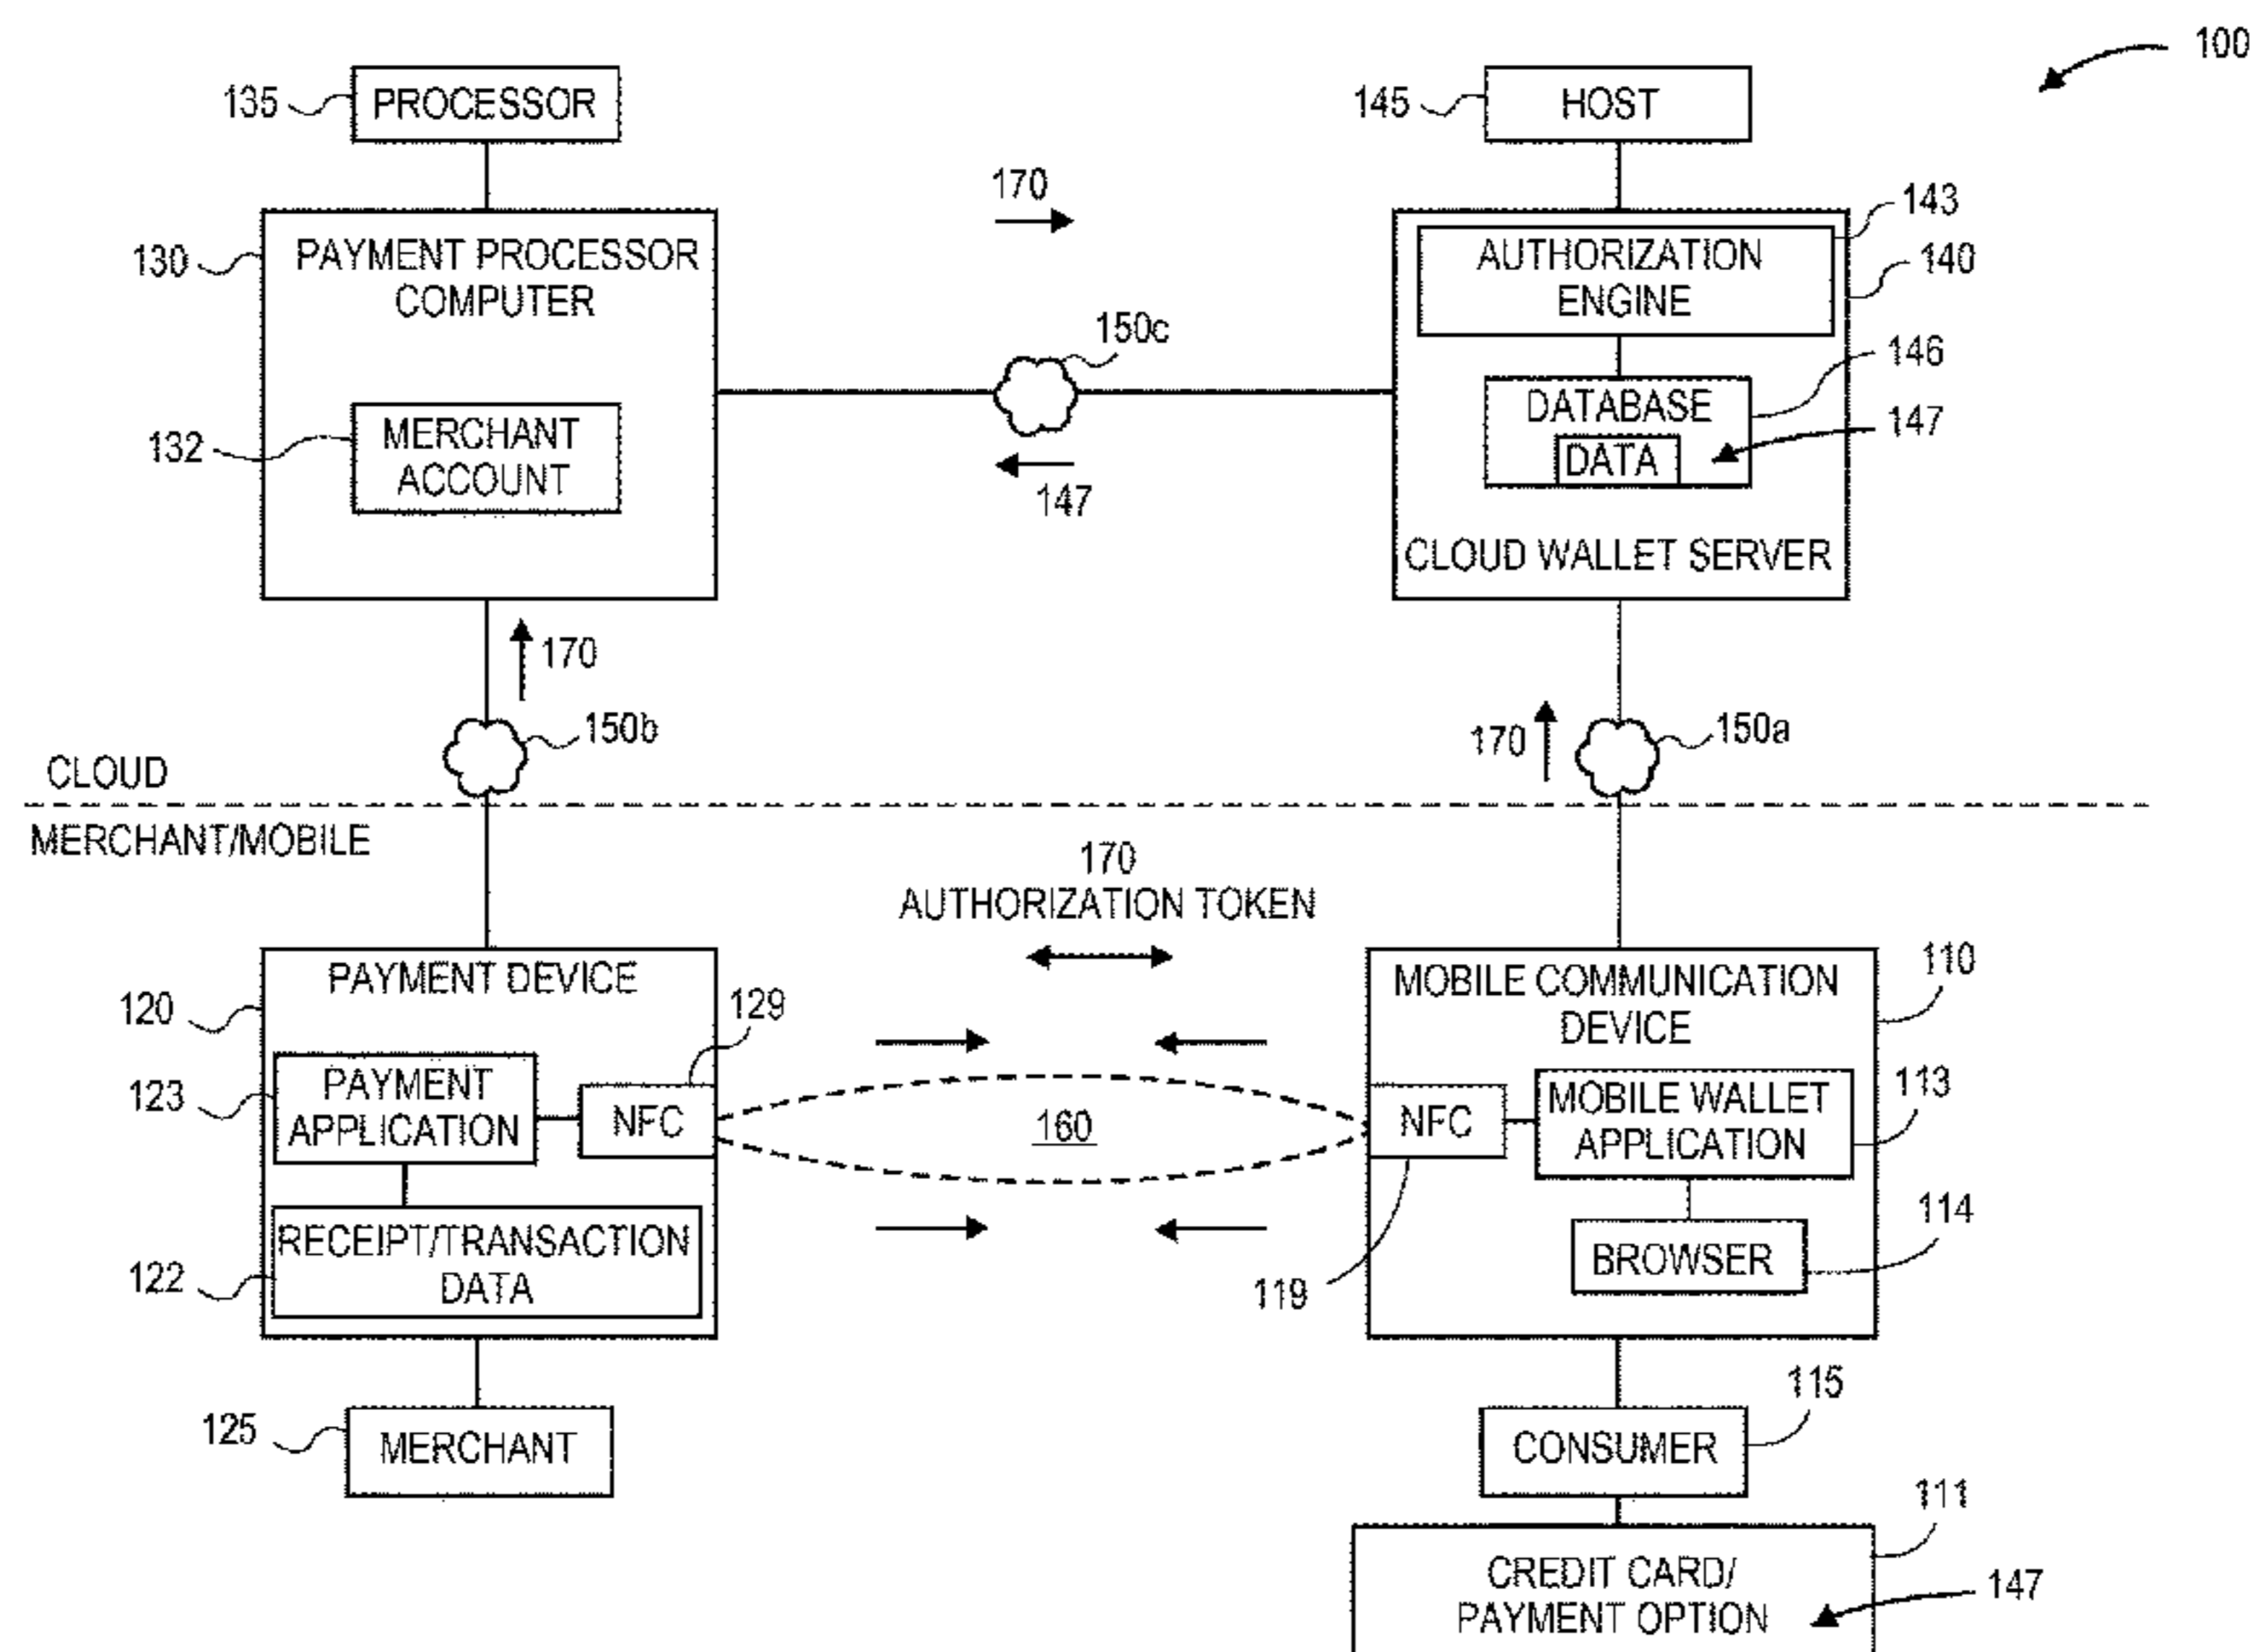 100
135
PROCESSOR
145
HOST
170
143
130
PAYMENT PROCESSOR
COMPUTER
AUTHORIZATION
ENGINE
140
150c
146
132
MERCHANT
ACCOUNT
DATABASE
DATA
147
147
CLOUD WALLET SERVER
170
150b
170
150a
CLOUD
MERCHANT/MOBILE
170
AUTHORIZATION TOKEN
120
PAYMENT DEVICE
129
MOBILE COMMUNICATION
DEVICE
110
123
PAYMENT
APPLICATION
NFC
160
NFC
MOBILE WALLET
APPLICATION
113
122
RECEIPT/TRANSACTION
DATA
119
BROWSER
114
125
MERCHANT
CONSUMER
115
111
CREDIT CARD/
PAYMENT OPTION
147